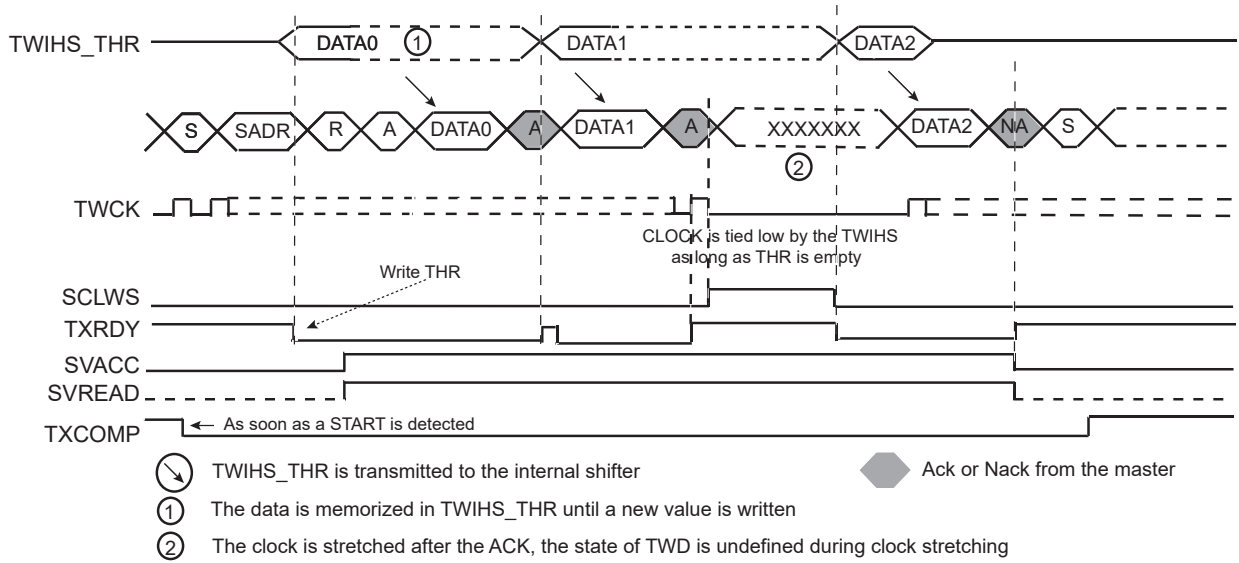 TWIHS_THR DATA0 1 DATA1 DATA2
S SADR R A DATA0 A DATA1 A XXXXXXX DATA2 NA S
2
TWCK
CLOCK is tied low by the TWIHS
as long as THR is empty
Write THR
SCLWS
TXRDY
SVACC
SVREAD
As soon as a START is detected
TXCOMP
TWIHS_THR is transmitted to the internal shifter
Ack or Nack from the master
1 The data is memorized in TWIHS_THR until a new value is written
2 The clock is stretched after the ACK, the state of TWD is undefined during clock stretching